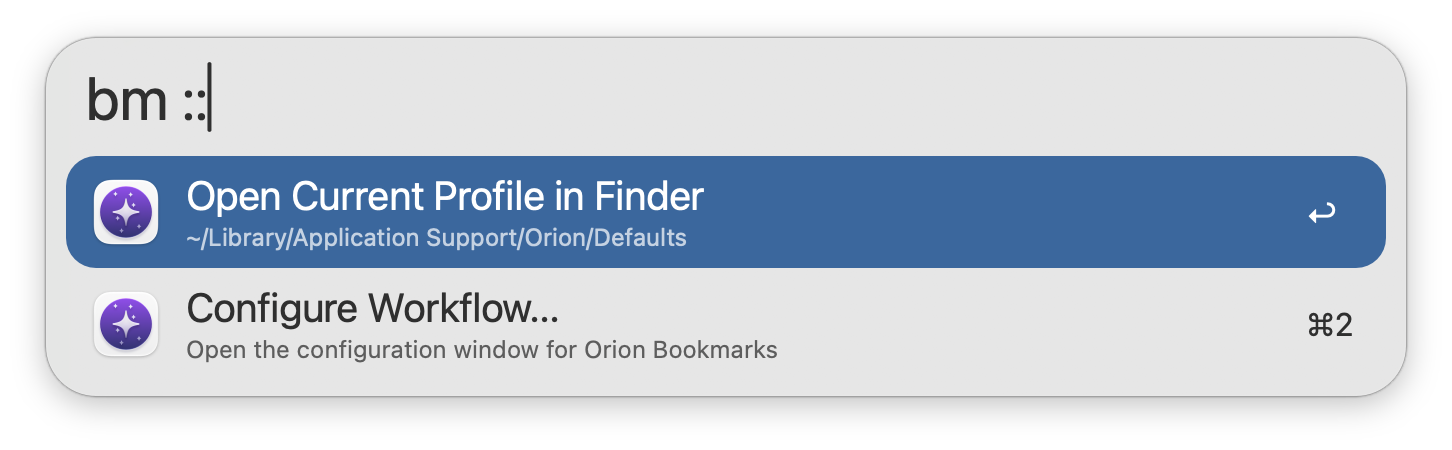 bm ::
Open Current Profile in Finder
~/Library/Application Support/Orion/Defaults
↩
Configure Workflow...
⌘2
Open the configuration window for Orion Bookmarks